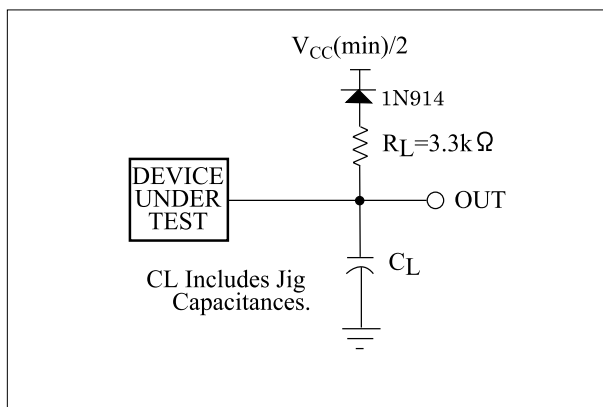 VCC(min)/2
1N914
RL=3.3kΩ
DEVICE
UNDER
TEST
OUT
CL
CL Includes Jig
Capacitances.